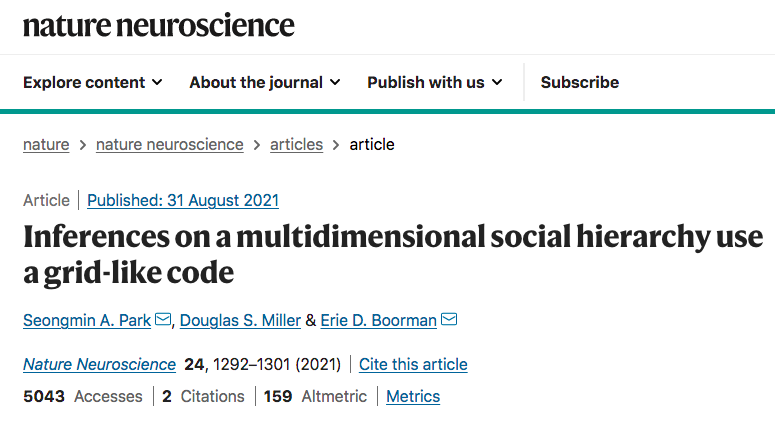 nature neuroscience
Explore content About the journal Publish with us Subscribe
nature > nature neuroscience > articles > article
Article | Published: 31 August 2021
Inferences on a multidimensional social hierarchy use
a grid-like code
Seongmin A. Park, Douglas S. Miller & Erie D. Boorman
Nature Neuroscience 24, 1292–1301 (2021) | Cite this article
5043 Accesses | 2 Citations | 159 Altmetric | Metrics